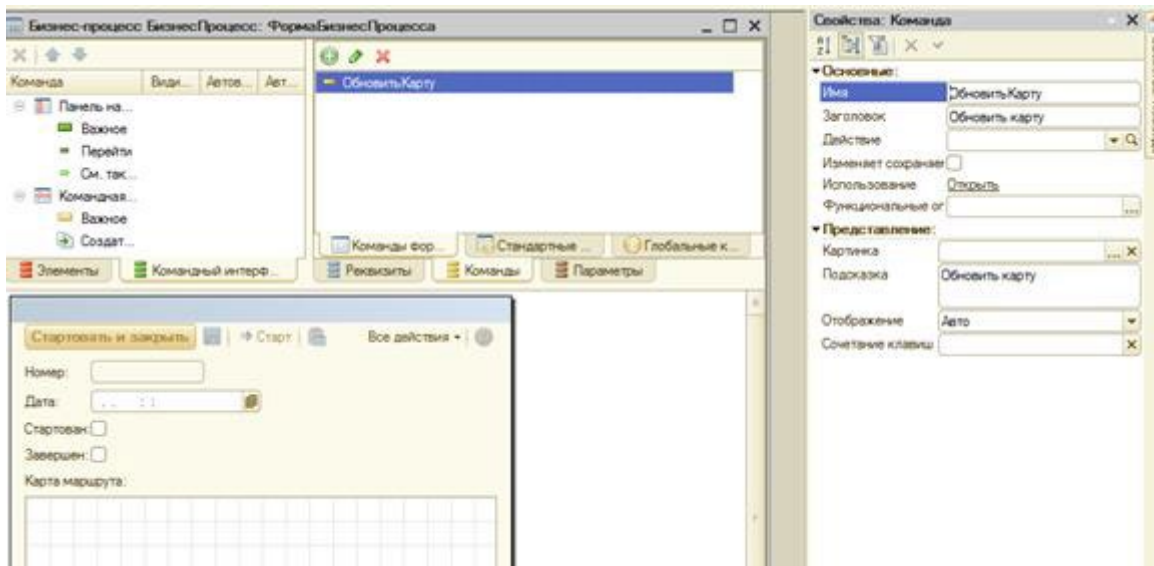 Бизнес-процесс БизнесПроцесс: ФормаБизнесПроцесса
Команда Види... Автов... Авт...
Панель на...
Важное
Перейти
См. так...
Командная...
Важное
Создат...
Элементы Командный интерф...
ОбновитьКарту
Команды фор... Стандартные ... Глобальные к...
Реквизиты Команды Параметры
Стартовать и закрыть Старт Все действия
Номер:
Дата: . . : :
Стартован:
Завершен:
Карта маршрута:
Свойства: Команда
Основные:
Имя ОбновитьКарту
Заголовок Обновить карту
Действие
Изменяет сохраняе
Использование Открыть
Функциональные оп ...
Представление:
Картинка ...
Подсказка Обновить карту
Отображение Авто
Сочетание клавиш